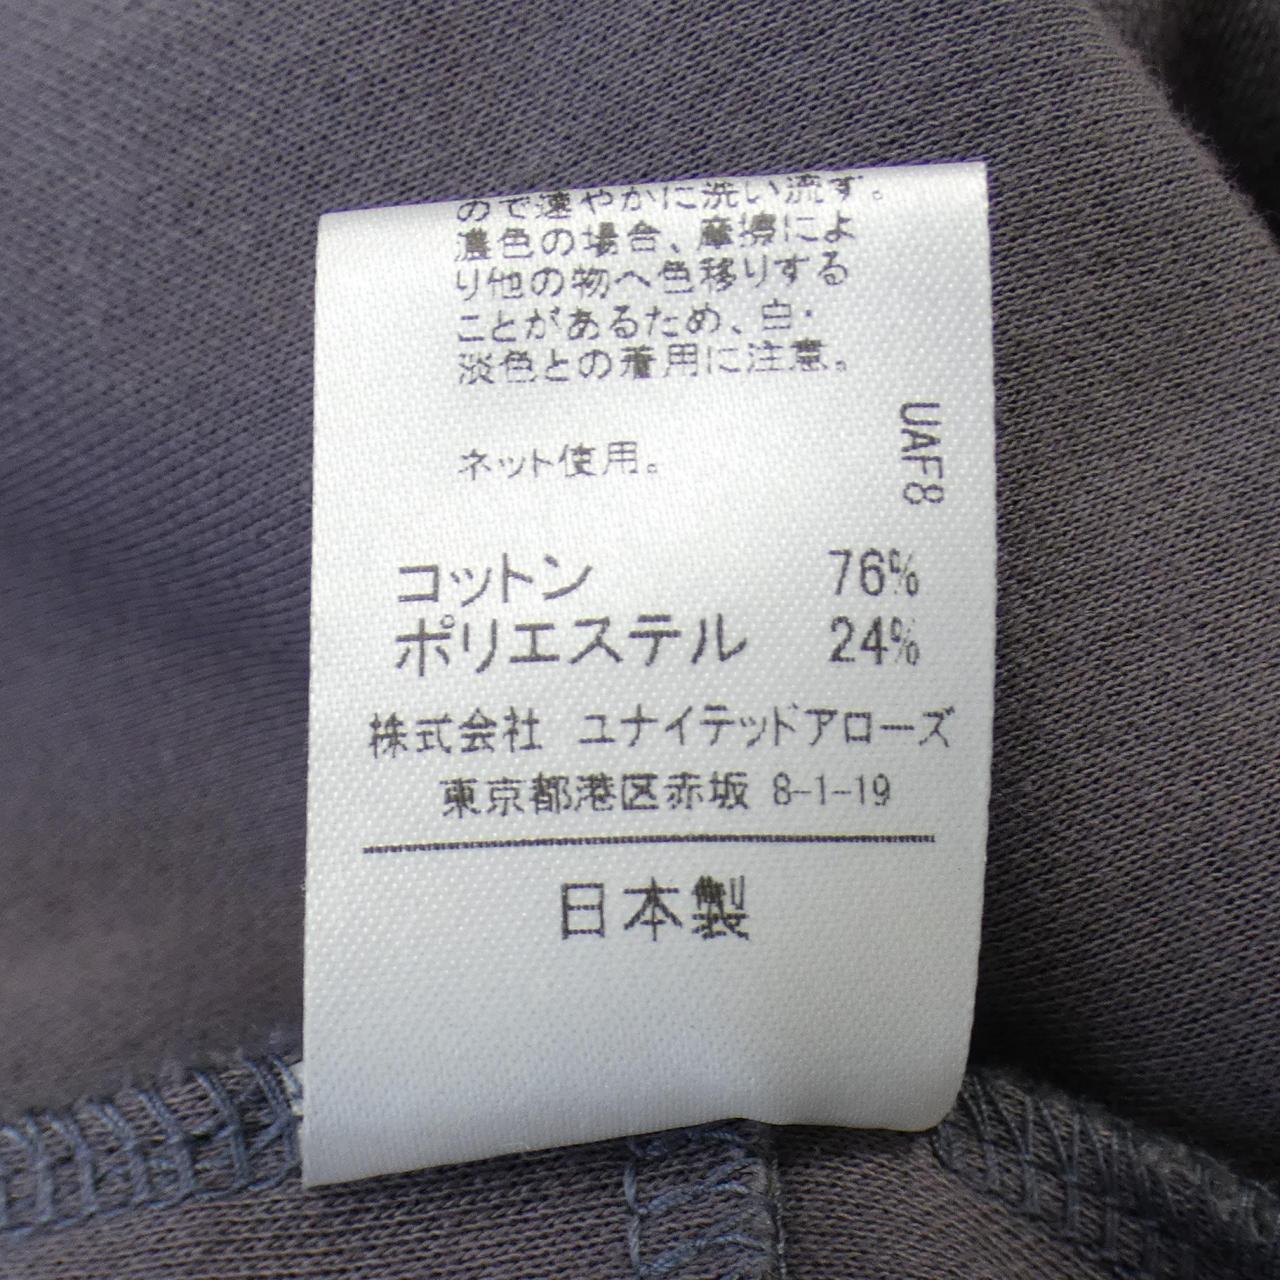 ので速やかに洗い流す。
濃色の場合、摩擦によ
り他の物へ色移りする
ことがあるため、白・
淡色との着用に注意。
UAF8
ネット使用。
コットン 76%
ポリエステル 24%
株式会社 ユナイテッドアローズ
東京都港区赤坂 8-1-19
日本製